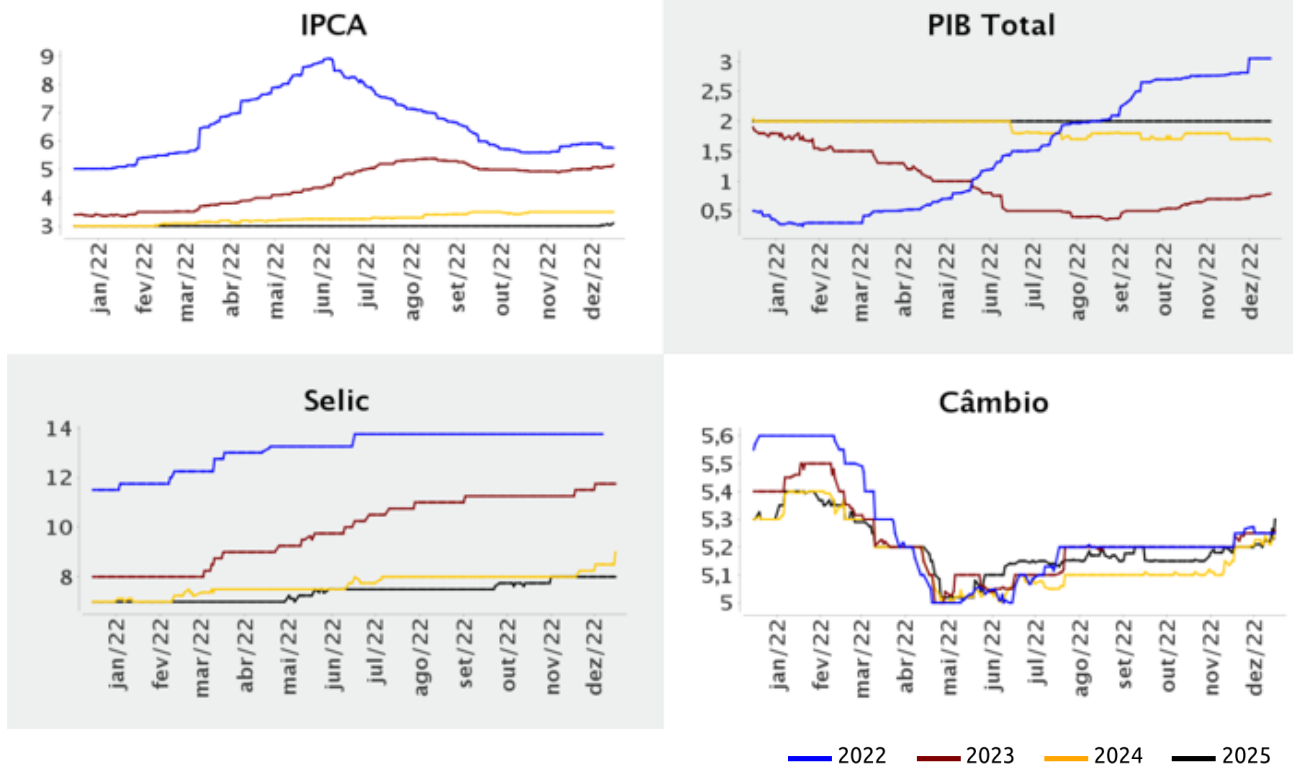 IPCA
9
8
7
6
5
4
3
jan/22
fev/22
mar/22
abr/22
mai/22
jun/22
jul/22
ago/22
set/22
out/22
nov/22
dez/22
PIB Total
3
2,5
2
1,5
1
0,5
jan/22
fev/22
mar/22
abr/22
mai/22
jun/22
jul/22
ago/22
set/22
out/22
nov/22
dez/22
Selic
14
12
10
8
jan/22
fev/22
mar/22
abr/22
mai/22
jun/22
jul/22
ago/22
set/22
out/22
nov/22
dez/22
Câmbio
5,6
5,5
5,4
5,3
5,2
5,1
5
jan/22
fev/22
mar/22
abr/22
mai/22
jun/22
jul/22
ago/22
set/22
out/22
nov/22
dez/22
2022 2023 2024 2025